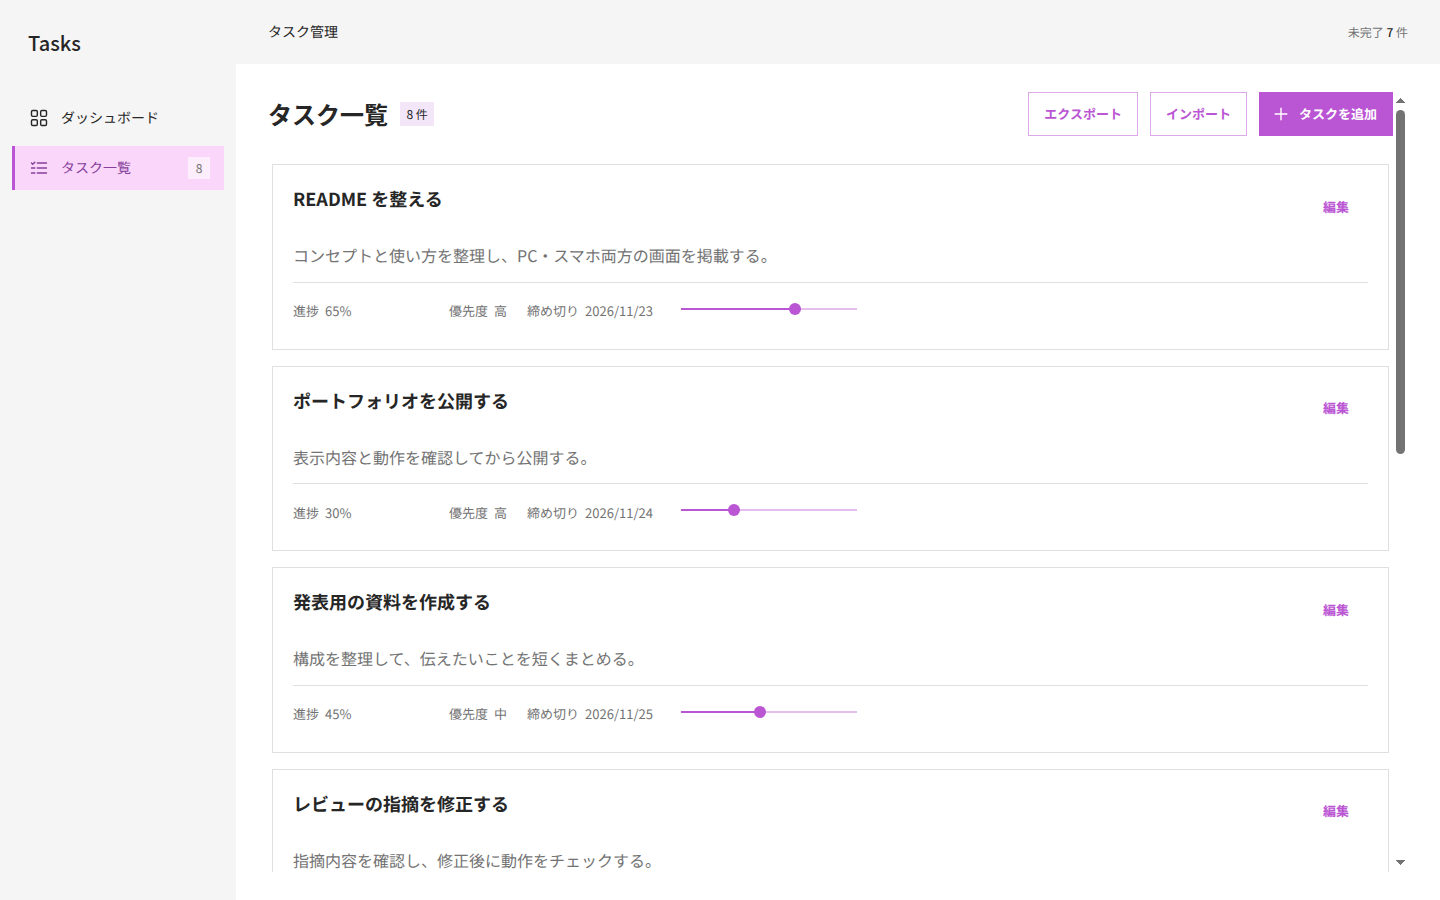 Tasks
ダッシュボード
タスク一覧 8
タスク管理
未完了 7 件
タスク一覧 8 件
エクスポート
インポート
タスクを追加
README を整える
編集
コンセプトと使い方を整理し、PC・スマホ両方の画面を掲載する。
進捗 65% 優先度 高 締め切り 2026/11/23
ポートフォリオを公開する
編集
表示内容と動作を確認してから公開する。
進捗 30% 優先度 高 締め切り 2026/11/24
発表用の資料を作成する
編集
構成を整理して、伝えたいことを短くまとめる。
進捗 45% 優先度 中 締め切り 2026/11/25
レビューの指摘を修正する
編集
指摘内容を確認し、修正後に動作をチェックする。